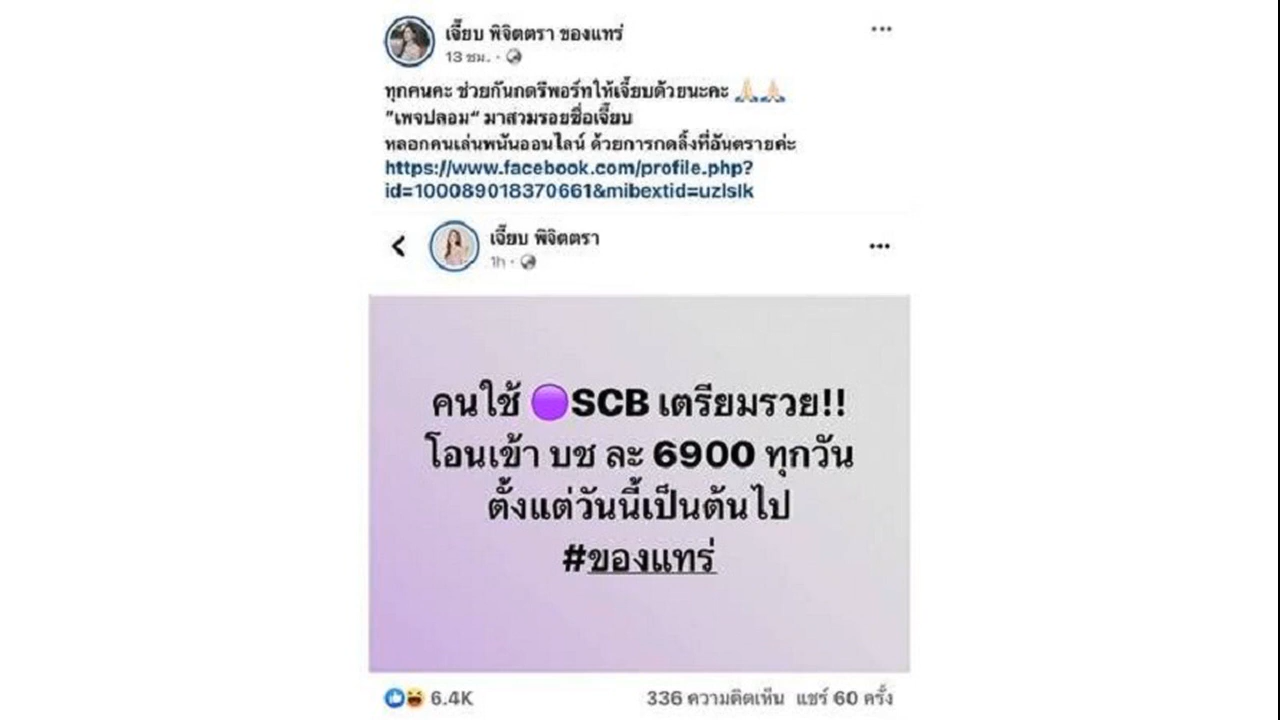 เจี๊ยบ พิจิตตรา ของแทร่
13 ชม. ·
ทุกคนคะ ช่วยกันกดรีพอร์ทให้เจี๊ยบด้วยนะคะ 🙏🏻🙏🏻
"เพจปลอม" มาสวมรอยชื่อเจี๊ยบ
หลอกคนเล่นพนันออนไลน์ ด้วยการกดลิ้งที่อันตรายค่ะ
https://www.facebook.com/profile.php?
id=100089018370661&mibextid=uzlslk
เจี๊ยบ พิจิตตรา
1h ·
คนใช้ 🟣SCB เตรียมรวย!!
โอนเข้า บช ละ 6900 ทุกวัน
ตั้งแต่วันนี้เป็นต้นไป
#ของแทร่
6.4K
336 ความคิดเห็น แชร์ 60 ครั้ง